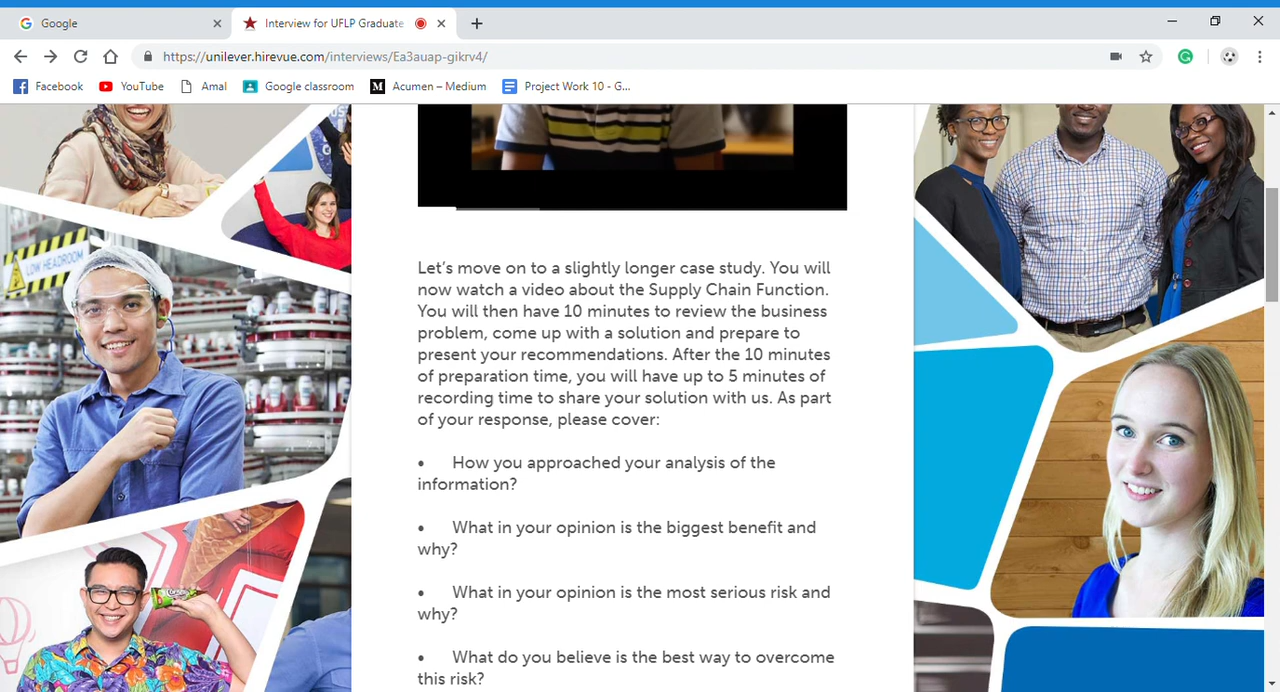 Google
Interview for UFLP Graduate
https://unilever.hirevue.com/interviews/Ea3auap-gikrv4/
Facebook
YouTube
Amal
Google classroom
M
Acumen – Medium
Project Work 10 - G...
LOW HEADROOM
Let’s move on to a slightly longer case study. You will
now watch a video about the Supply Chain Function.
You will then have 10 minutes to review the business
problem, come up with a solution and prepare to
present your recommendations. After the 10 minutes
of preparation time, you will have up to 5 minutes of
recording time to share your solution with us. As part
of your response, please cover:
• How you approached your analysis of the
information?
• What in your opinion is the biggest benefit and
why?
• What in your opinion is the most serious risk and
why?
• What do you believe is the best way to overcome
this risk?